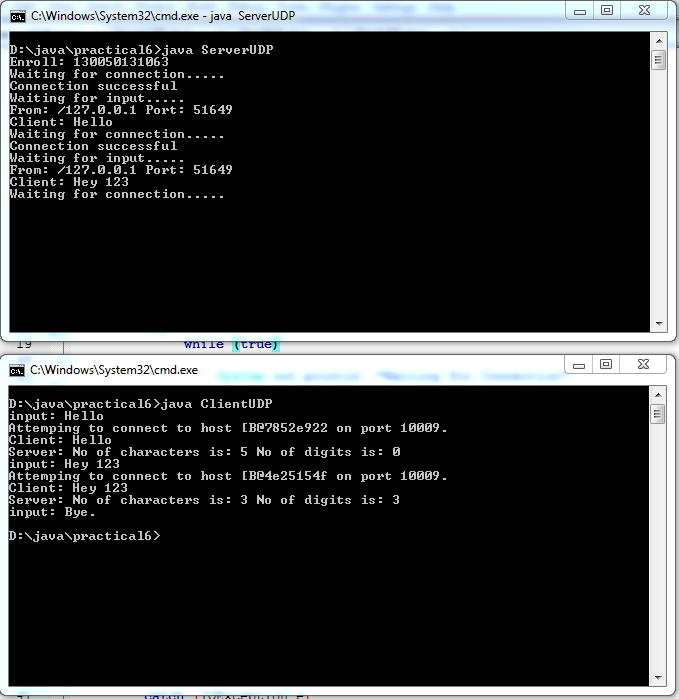 C:\Windows\System32\cmd.exe - java  ServerUDP
D:\java\practical6>java ServerUDP
Enroll: 130050131063
Waiting for connection.....
Connection successful
Waiting for input.....
From: /127.0.0.1 Port: 51649
Client: Hello
Waiting for connection.....
Connection successful
Waiting for input.....
From: /127.0.0.1 Port: 51649
Client: Hey 123
Waiting for connection.....
19 while (true)
C:\Windows\System32\cmd.exe
D:\java\practical6>java ClientUDP
input: Hello
Attemping to connect to host [B@7852e922 on port 10009.
Client: Hello
Server: No of characters is: 5 No of digits is: 0
input: Hey 123
Attemping to connect to host [B@4e25154f on port 10009.
Client: Hey 123
Server: No of characters is: 3 No of digits is: 3
input: Bye.
D:\java\practical6>